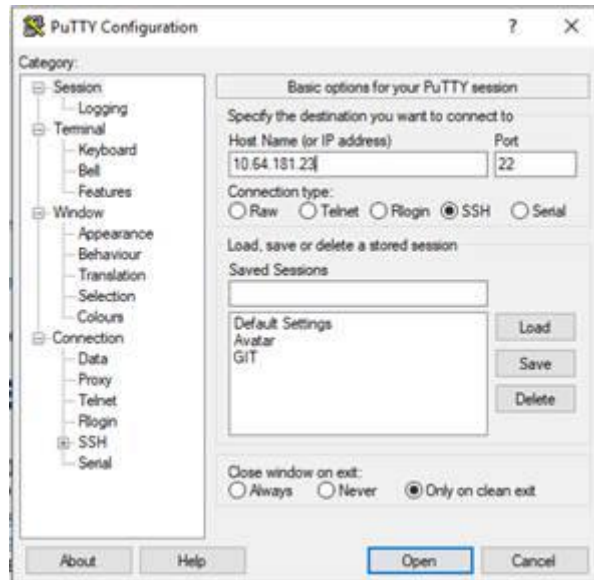 PuTTY Configuration ? X
Category:
Session
Logging
Terminal
Keyboard
Bell
Features
Window
Appearance
Behaviour
Translation
Selection
Colours
Connection
Data
Proxy
Telnet
Rlogin
SSH
Serial
Basic options for your PuTTY session
Specify the destination you want to connect to
Host Name (or IP address) Port
10.64.181.23 22
Connection type:
Raw Telnet Rlogin SSH Serial
Load, save or delete a stored session
Saved Sessions
Default Settings
Avatar
GIT
Load
Save
Delete
Close window on exit:
Always Never Only on clean exit
About Help Open Cancel